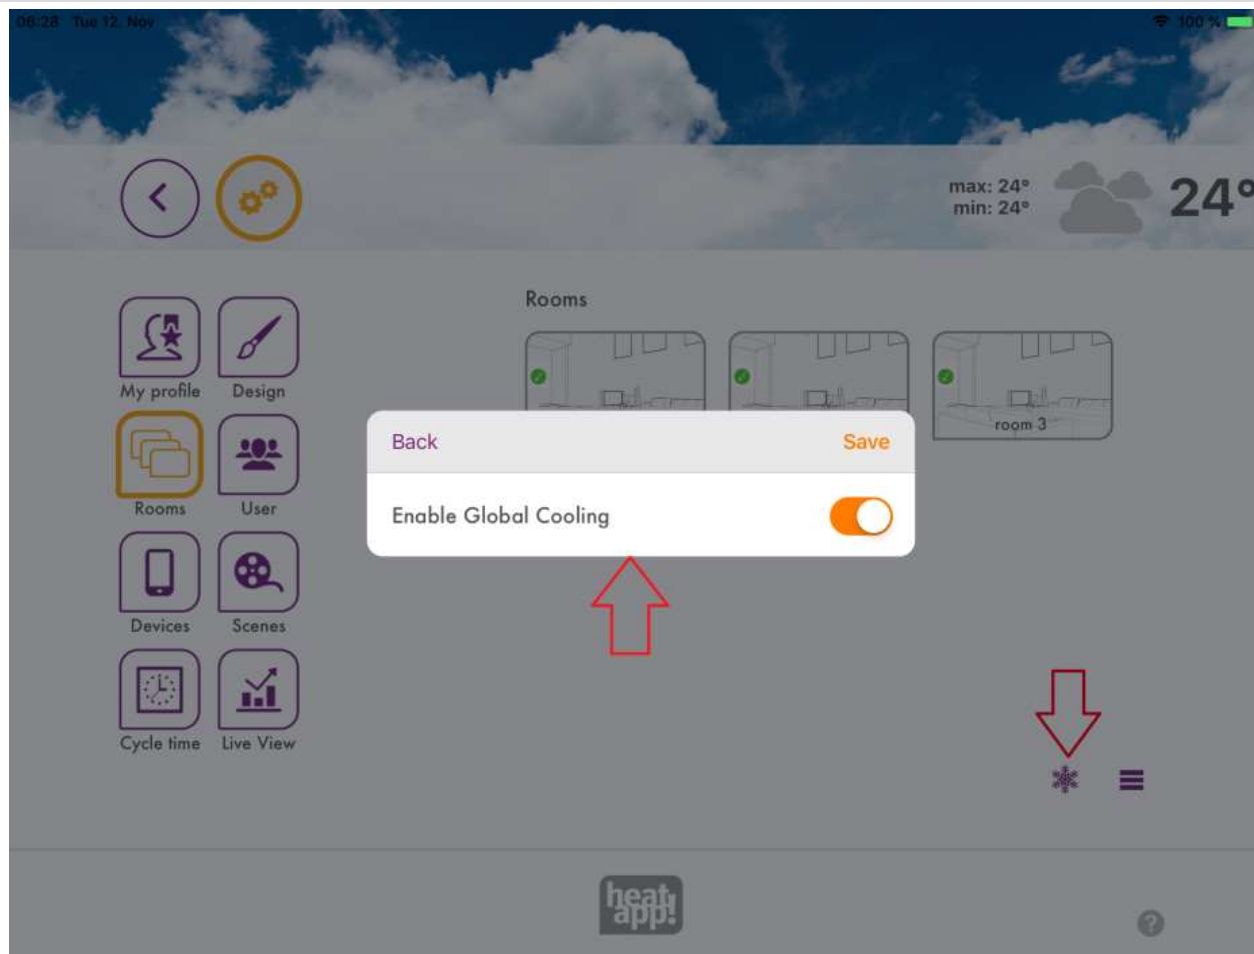 06:28 Tue 12. Nov
100 %
max: 24°
min: 24°
24°
Rooms
My profile Design
room 3
Back Save
Rooms User
Enable Global Cooling
Devices Scenes
Cycle time Live View
heat
app!
?